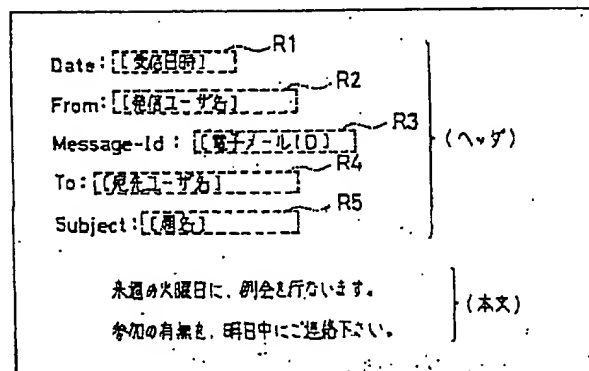 Date:[[受信日時] R1
From:[[発信ユーザ名] R2
Message-Id : [[電子メールID] R3
To:[[宛先ユーザ名] R4
Subject:[[題名] R5
(ヘッダ)
来週の火曜日に、例会を行ないます。
参加の有無を、明日中にご連絡下さい。
(本文)